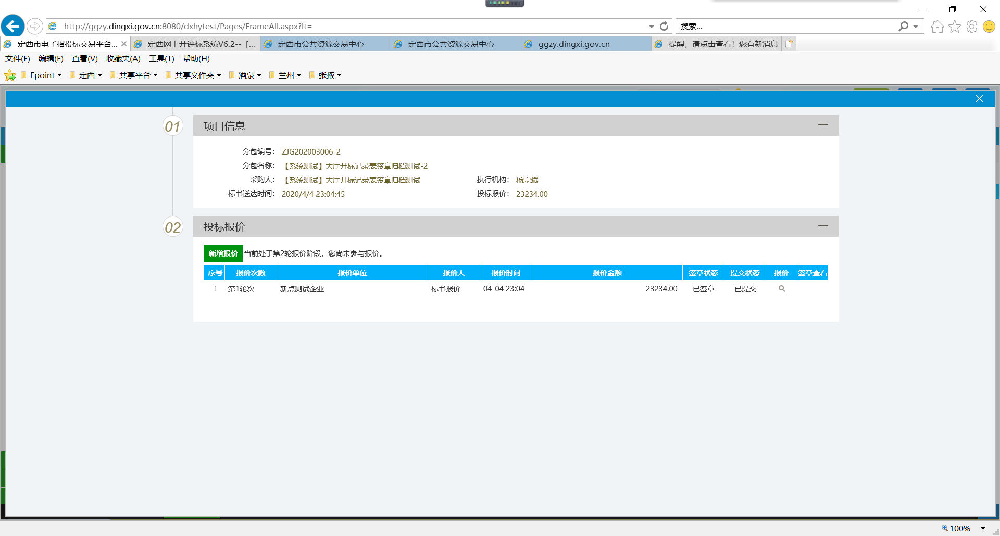 http://ggzy.dingxi.gov.cn:8080/dxhytest/Pages/FrameAll.aspx?lt=
搜索...
定西市电子招投标交易平台...
定西网上开评标系统V6.2-- [...
定西市公共资源交易中心
定西市公共资源交易中心
ggzy.dingxi.gov.cn
提醒，请点击查看！您有新消息
文件(F) 编辑(E) 查看(V) 收藏夹(A) 工具(T) 帮助(H)
Epoint 定西 共享平台 共享文件夹 酒泉 兰州 张掖
01 项目信息
分包编号： ZJG202003006-2
分包名称： 【系统测试】大厅开标记录表签章归档测试-2
采购人： 【系统测试】大厅开标记录表签章归档测试 执行机构： 杨宗斌
标书送达时间： 2020/4/4 23:04:45 投标报价： 23234.00
02 投标报价
新增报价 当前处于第2轮报价阶段，您尚未参与报价。
序号 报价次数 报价单位 报价人 报价时间 报价金额 签章状态 提交状态 报价 签章查看
1 第1轮次 新点测试企业 标书报价 04-04 23:04 23234.00 已签章 已提交
100%